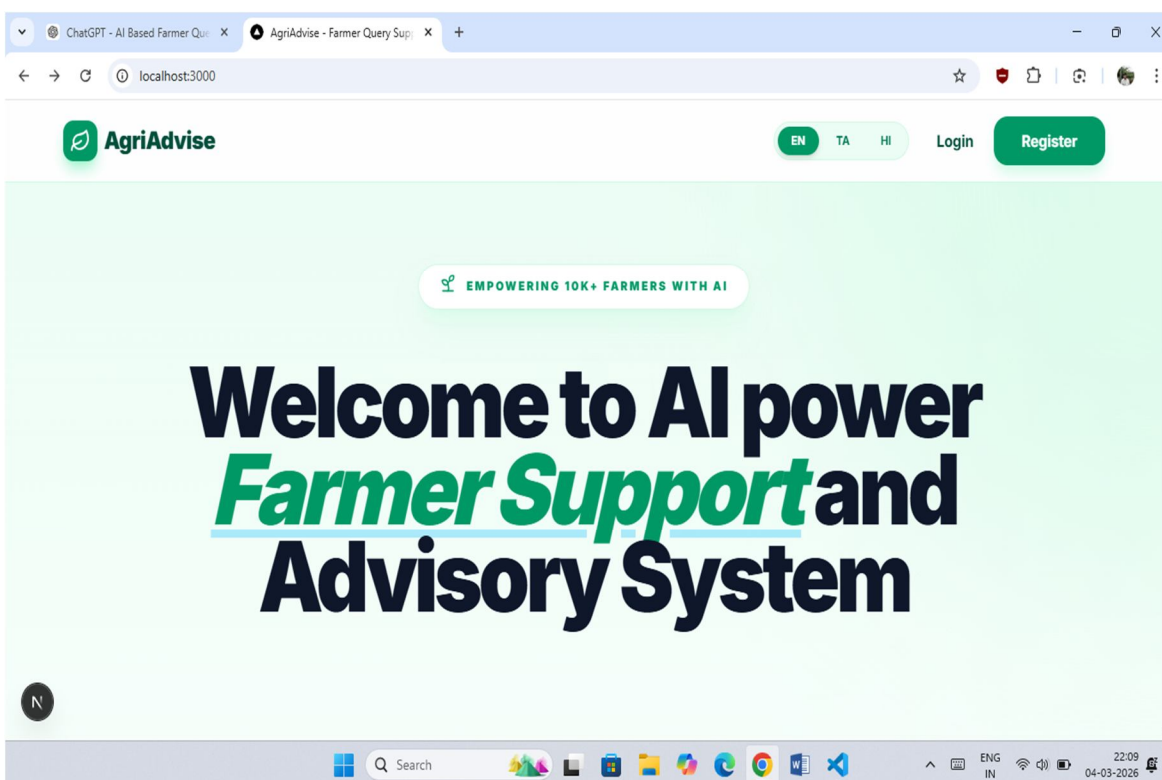 ChatGPT - AI Based Farmer Que
AgriAdvise - Farmer Query Sup
localhost:3000
AgriAdvise
EN TA HI Login Register
EMPOWERING 10K+ FARMERS WITH AI
Welcome to AI power
Farmer Support and
Advisory System
N
Search
ENG
IN
22:09
04-03-2026